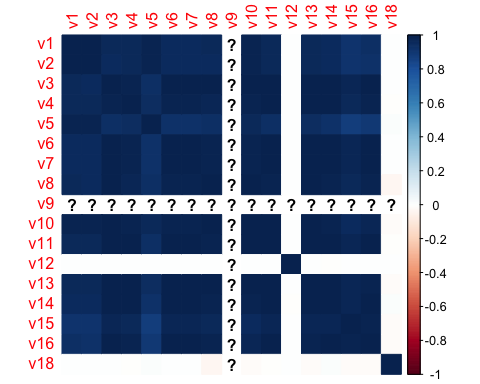 v1 v2 v3 v4 v5 v6 v7 v8 v9 v10 v11 v12 v13 v14 v15 v16 v18
v1 ? 1
v2 ? 0.8
v3 ?
v4 ? 0.6
v5 ?
v6 ? 0.4
v7 ? 0.2
v8 ?
v9 ? ? ? ? ? ? ? ? ? ? ? ? ? ? ? ? ? 0
v10 ?
v11 ? -0.2
v12 ? -0.4
v13 ?
v14 ? -0.6
v15 ?
v16 ? -0.8
v18 ? -1